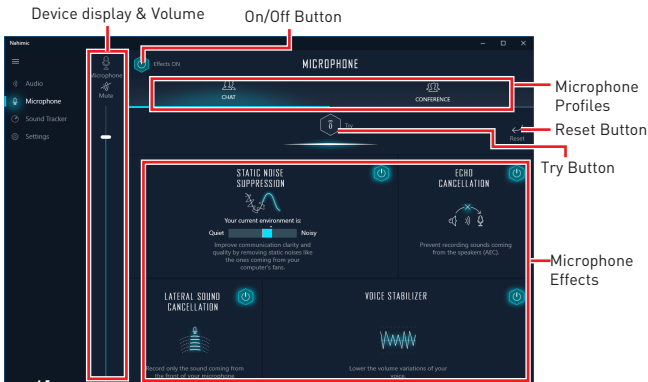 Device display & Volume
On/Off Button
Nahimic
Effects ON
MICROPHONE
Microphone
Mute
Audio
Microphone
Sound Tracker
Settings
CHAT
CONFERENCE
Microphone
Profiles
Try
Reset
Reset Button
Try Button
STATIC NOISE
SUPPRESSION
Your current environment is:
Quiet
Noisy
Improve communication clarity and
quality by removing static noises like
the ones coming from your
computer's fans.
ECHO
CANCELLATION
Prevent recording sounds coming
from the speakers (AEC).
Microphone
Effects
LATERAL SOUND
CANCELLATION
Record only the sound coming from
the front of your microphone
VOICE STABILIZER
Lower the volume variations of your
voice.